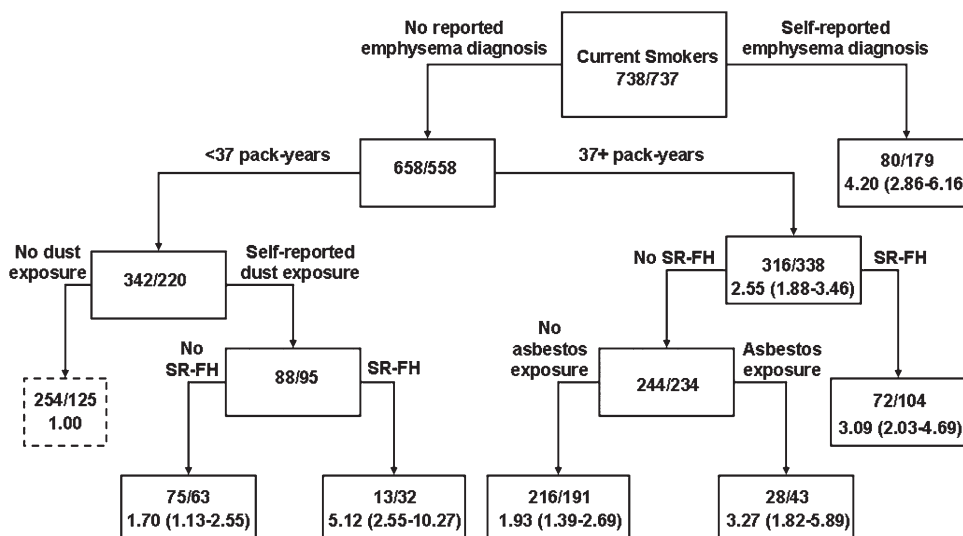 No reported
emphysema diagnosis
Current Smokers
738/737
Self-reported
emphysema diagnosis
<37 pack-years
658/558
37+ pack-years
80/179
4.20 (2.86-6.16
No dust
exposure
342/220
Self-reported
dust exposure
No SR-FH
316/338
2.55 (1.88-3.46)
SR-FH
No
SR-FH
88/95
SR-FH
No
asbestos
exposure
244/234
Asbestos
exposure
254/125
1.00
72/104
3.09 (2.03-4.69)
75/63
1.70 (1.13-2.55)
13/32
5.12 (2.55-10.27)
216/191
1.93 (1.39-2.69)
28/43
3.27 (1.82-5.89)